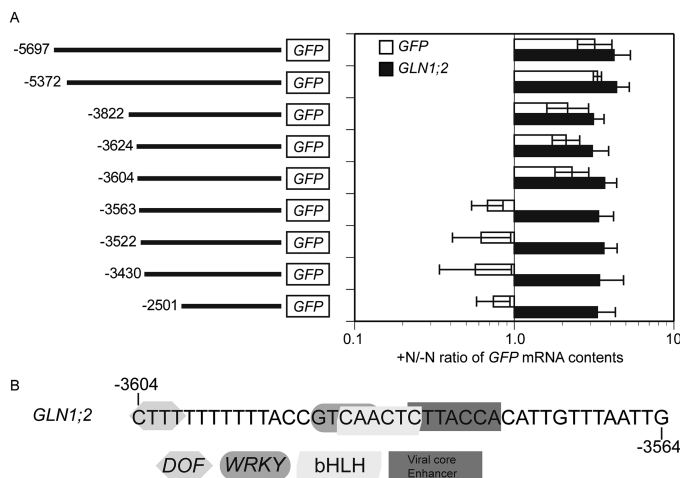 A
-5697 GFP
-5372 GFP
-3822 GFP
-3624 GFP
-3604 GFP
-3563 GFP
-3522 GFP
-3430 GFP
-2501 GFP
GFP
GLN1;2
0.1 1.0 10
+N/-N ratio of GFP mRNA contents
B
-3604
GLN1;2 CTTTTTTTTTTACCGTCAACTCTTACCACATTGTTTAATTG
-3564
DOF WRKY bHLH Viral core
Enhancer